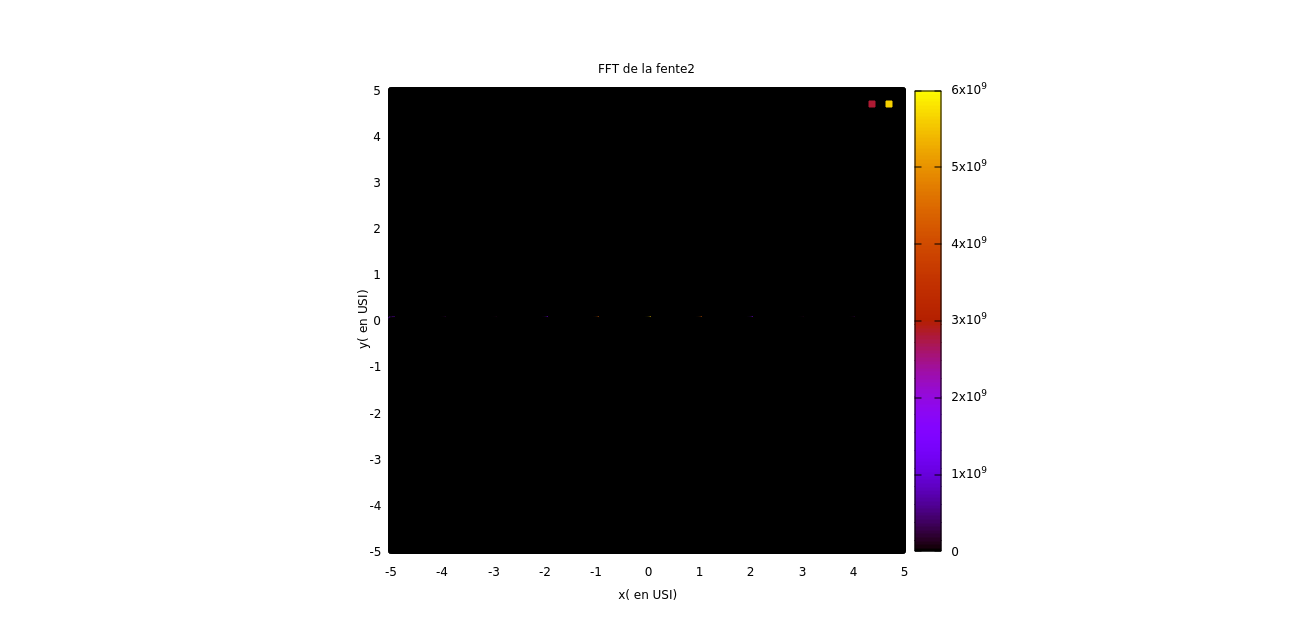 FFT de la fente2
5
4
3
2
1
0
-1
-2
-3
-4
-5
y( en USI)
-5 -4 -3 -2 -1 0 1 2 3 4 5
x( en USI)
6x10⁹
5x10⁹
4x10⁹
3x10⁹
2x10⁹
1x10⁹
0